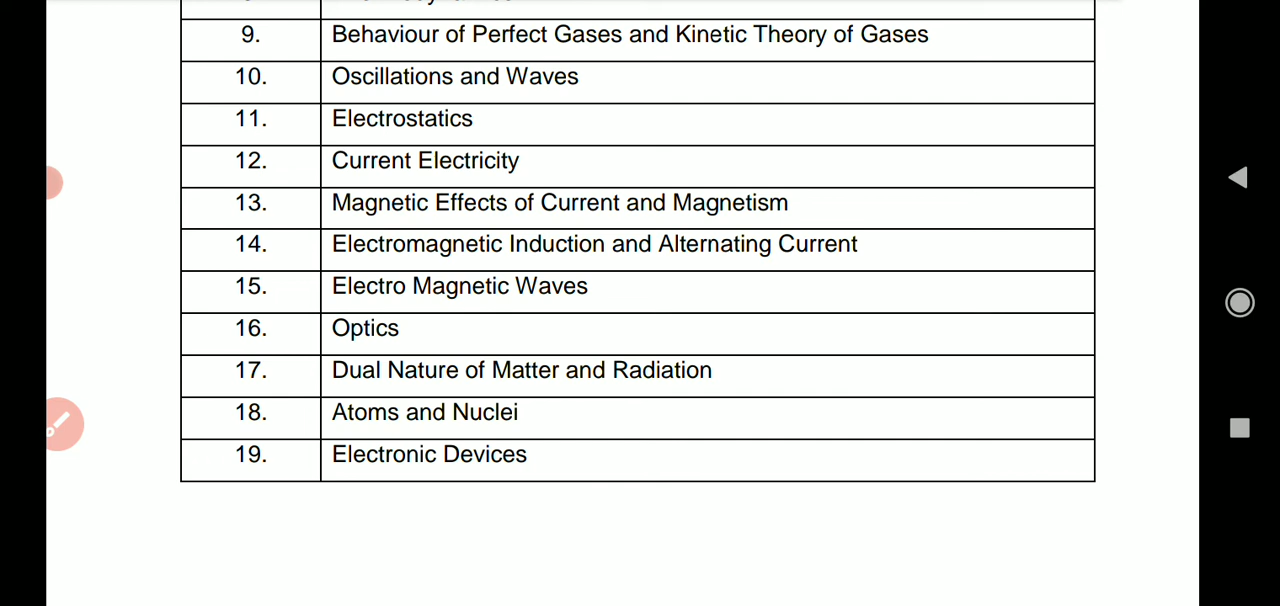 9. Behaviour of Perfect Gases and Kinetic Theory of Gases
10. Oscillations and Waves
11. Electrostatics
12. Current Electricity
13. Magnetic Effects of Current and Magnetism
14. Electromagnetic Induction and Alternating Current
15. Electro Magnetic Waves
16. Optics
17. Dual Nature of Matter and Radiation
18. Atoms and Nuclei
19. Electronic Devices